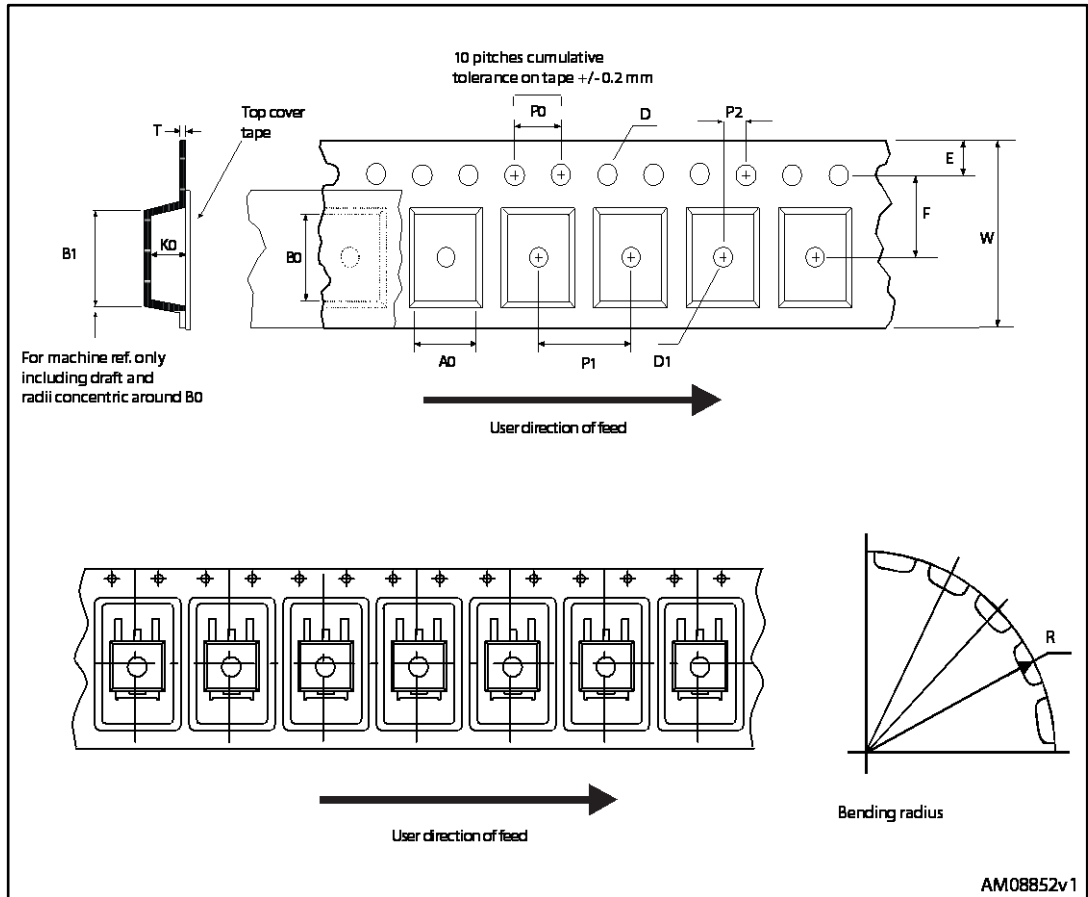 10 pitches cumulative
tolerance on tape +/- 0.2 mm
Top cover
tape
T
P0
D
P2
E
F
W
B1
K0
B0
For machine ref. only
including draft and
radii concentric around B0
A0
P1
D1
User direction of feed
R
Bending radius
User direction of feed
AM08852v1